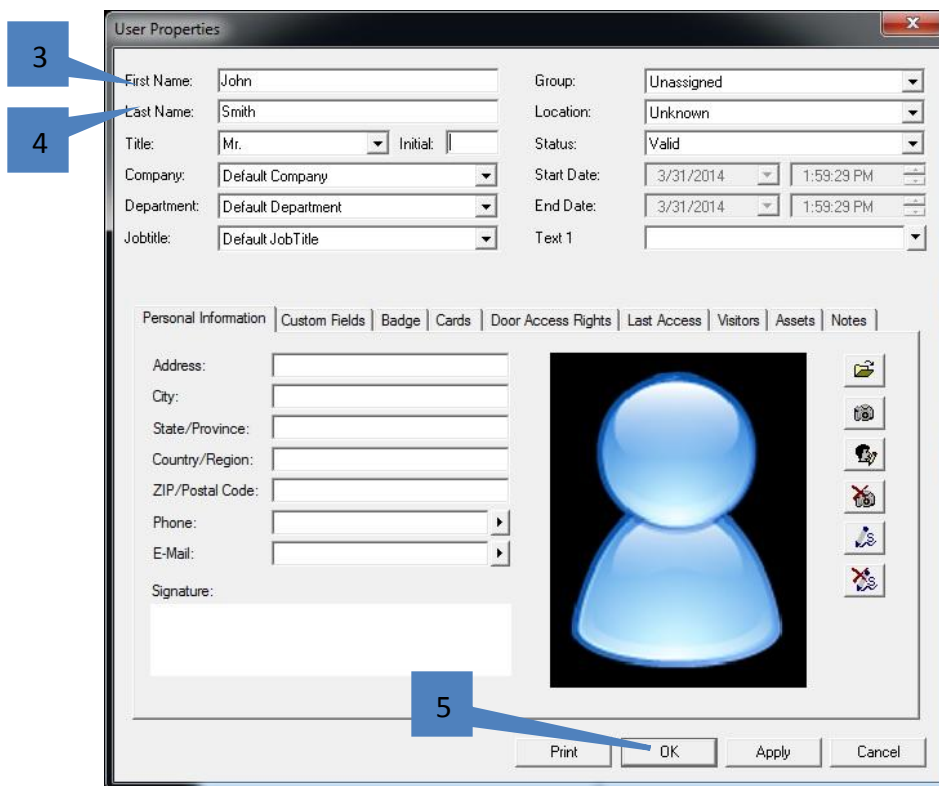 User Properties
3
First Name: John Group: Unassigned
4
Last Name: Smith Location: Unknown
Title: Mr. Initial: Status: Valid
Company: Default Company Start Date: 3/31/2014 1:59:29 PM
Department: Default Department End Date: 3/31/2014 1:59:29 PM
Jobtitle: Default JobTitle Text 1
Personal Information Custom Fields Badge Cards Door Access Rights Last Access Visitors Assets Notes
Address:
City:
State/Province:
Country/Region:
ZIP/Postal Code:
Phone:
E-Mail:
Signature:
5
Print OK Apply Cancel